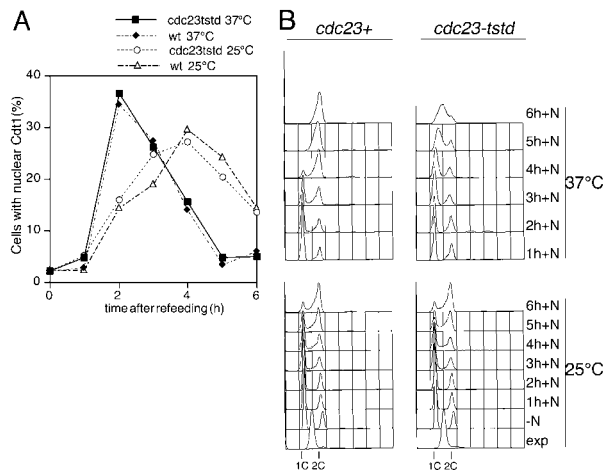 A
cdc23tstd 37°C
wt 37°C
cdc23tstd 25°C
wt 25°C
Cells with nuclear Cdt1(%)
40
30
20
10
0
0 2 4 6
time after refeeding (h)
B
cdc23+ cdc23-tstd
6h+N
5h+N
4h+N
3h+N
2h+N
1h+N
37°C
6h+N
5h+N
4h+N
3h+N
2h+N
1h+N
-N
exp
25°C
1C 2C 1C 2C